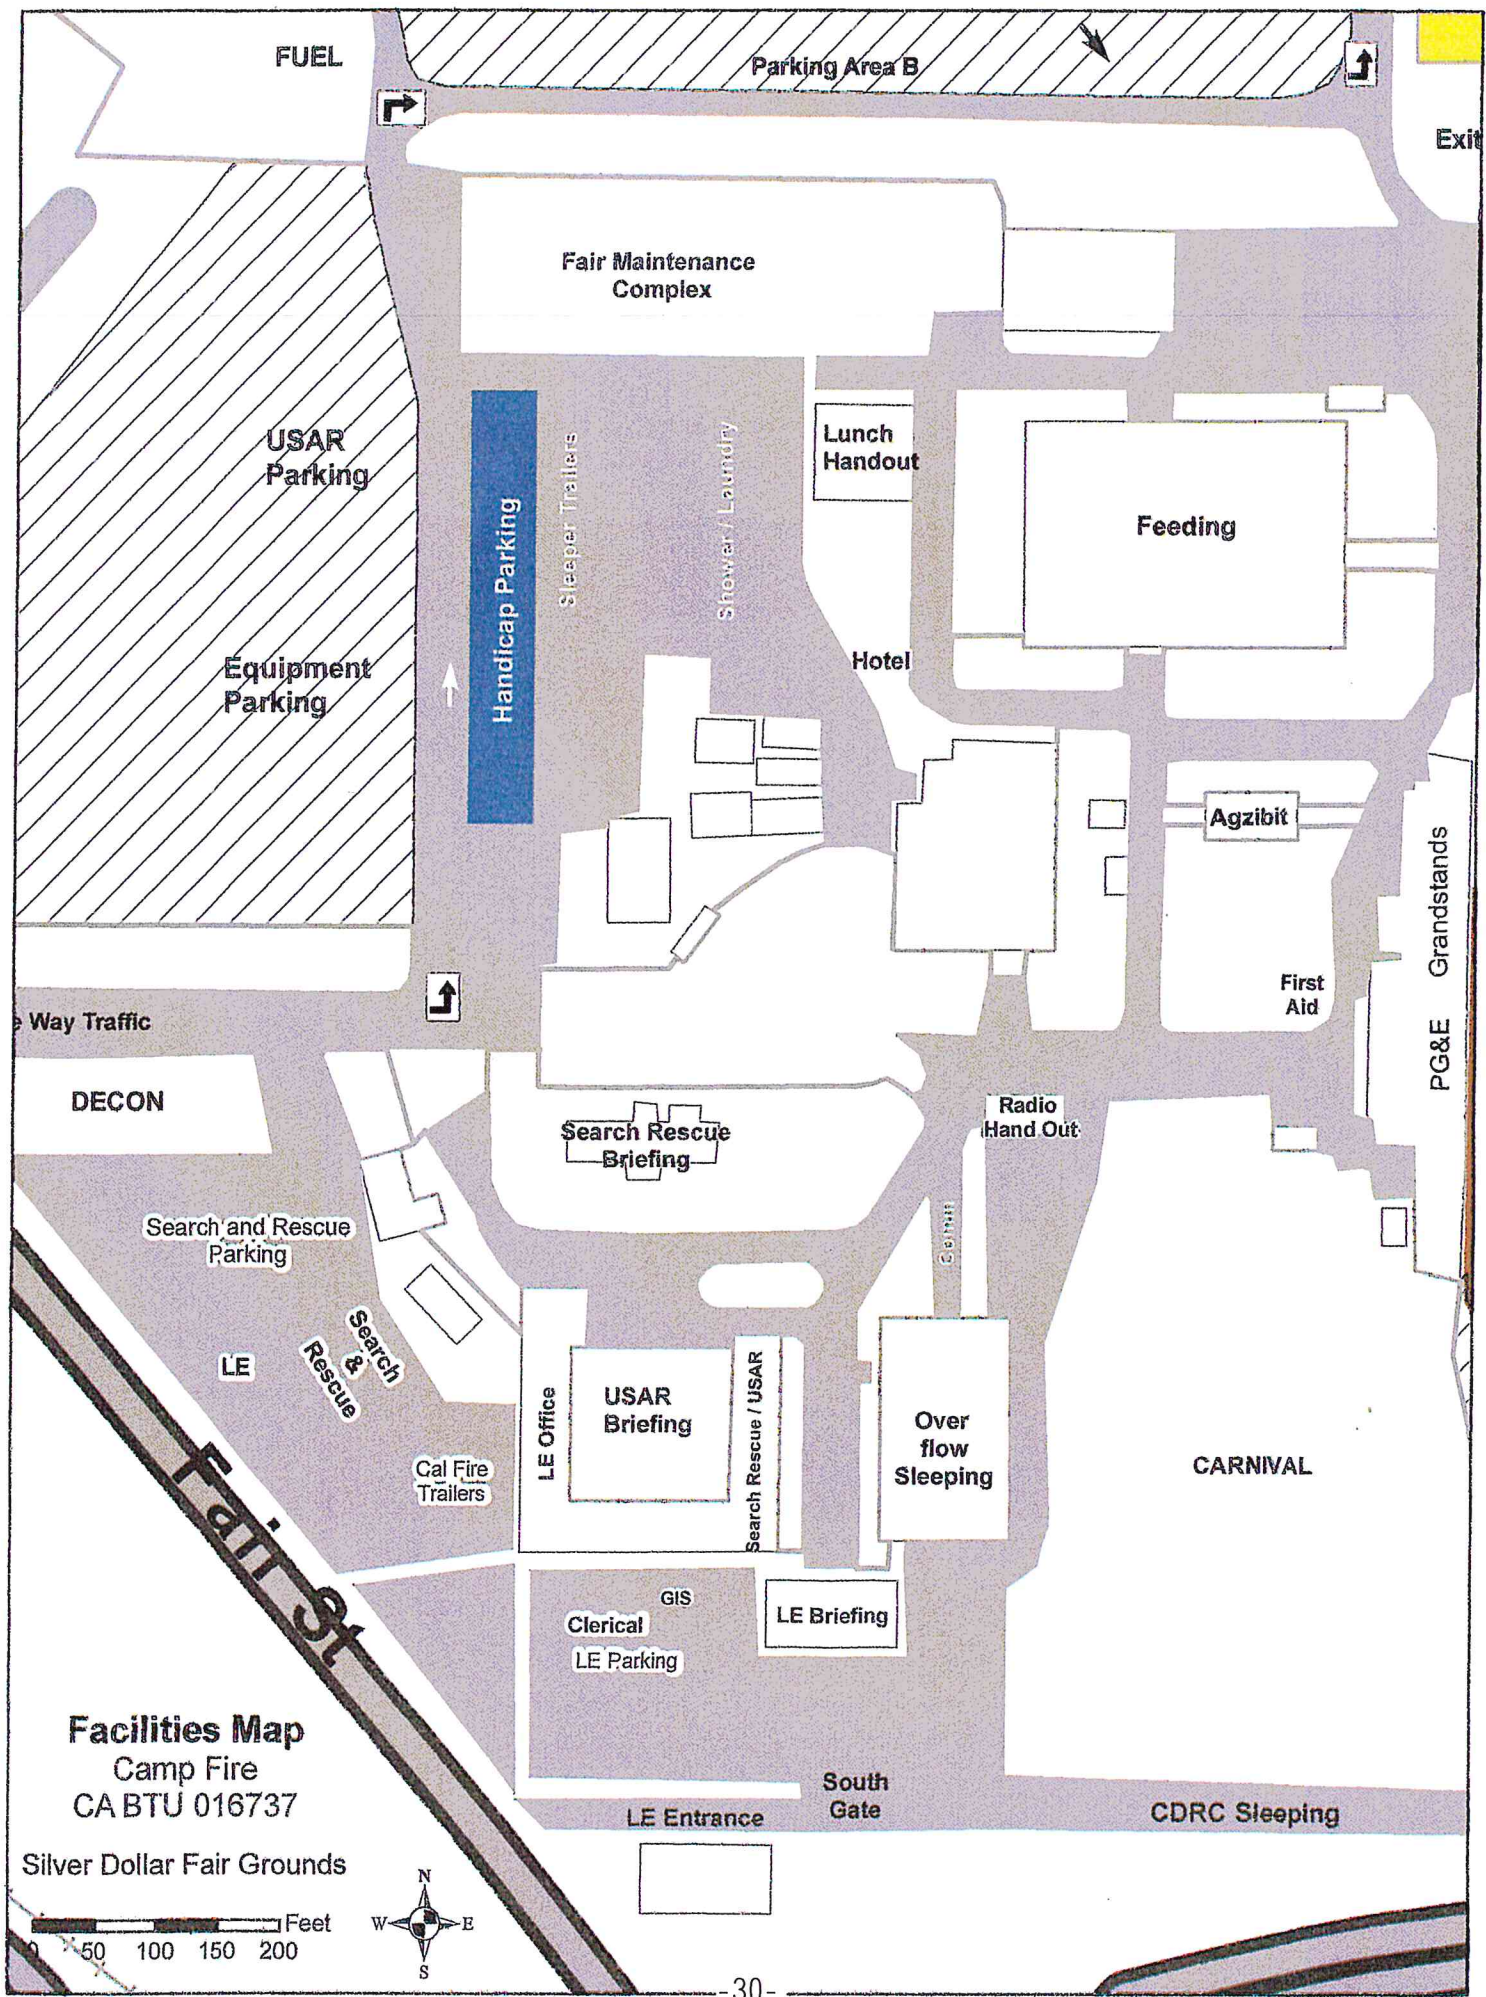 FUEL
Parking Area B
Exit
Fair Maintenance
Complex
USAR
Parking
Handicap Parking
Sleeper Trailers
Shower / Laundry
Lunch
Handout
Feeding
Equipment
Parking
Hotel
Agzibit
Grandstands
PG&E
First
Aid
Way Traffic
DECON
Search Rescue
Briefing
Radio
Hand Out
Comm
Search and Rescue
Parking
LE
Search
&
Rescue
Cal Fire
Trailers
LE Office
USAR
Briefing
Search Rescue / USAR
Over
flow
Sleeping
CARNIVAL
Fair St
GIS
Clerical
LE Parking
LE Briefing
South
Gate
LE Entrance
CDRC Sleeping
Facilities Map
Camp Fire
CA BTU 016737
Silver Dollar Fair Grounds
Feet
0 50 100 150 200
N
W E
S
-30-